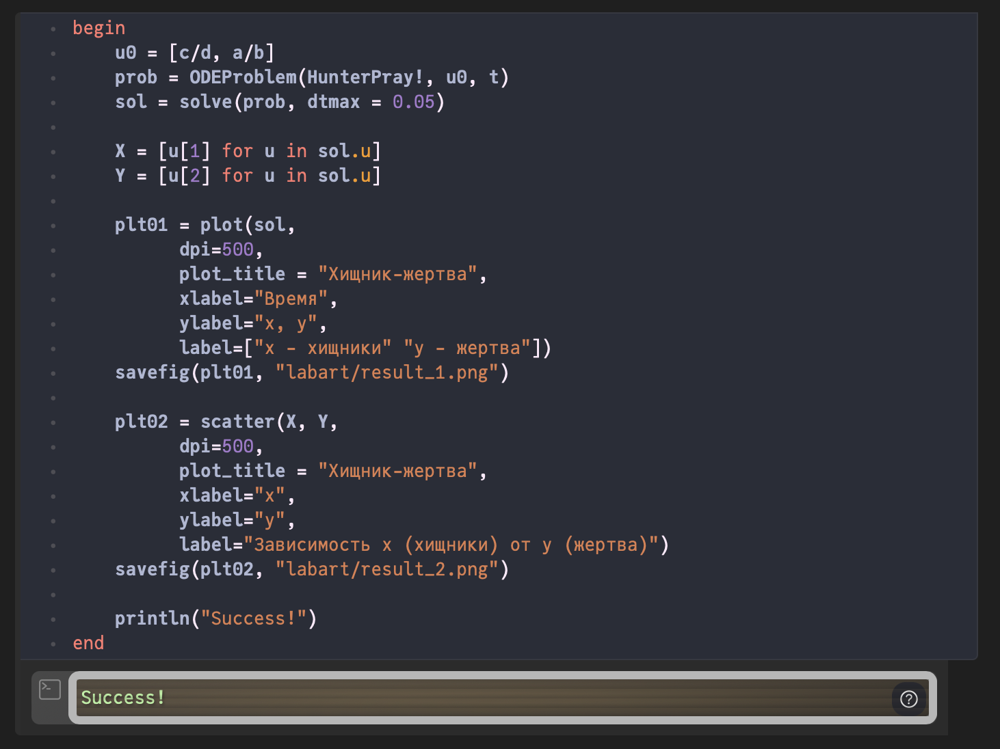 begin
u0 = [c/d, a/b]
prob = ODEProblem(HunterPray!, u0, t)
sol = solve(prob, dtmax = 0.05)
X = [u[1] for u in sol.u]
Y = [u[2] for u in sol.u]
plt01 = plot(sol,
dpi=500,
plot_title = "Хищник-жертва",
xlabel="Время",
ylabel="x, y",
label=["x - хищники" "y - жертва"])
savefig(plt01, "labart/result_1.png")
plt02 = scatter(X, Y,
dpi=500,
plot_title = "Хищник-жертва",
xlabel="x",
ylabel="y",
label="Зависимость x (хищники) от y (жертва)")
savefig(plt02, "labart/result_2.png")
println("Success!")
end
Success!